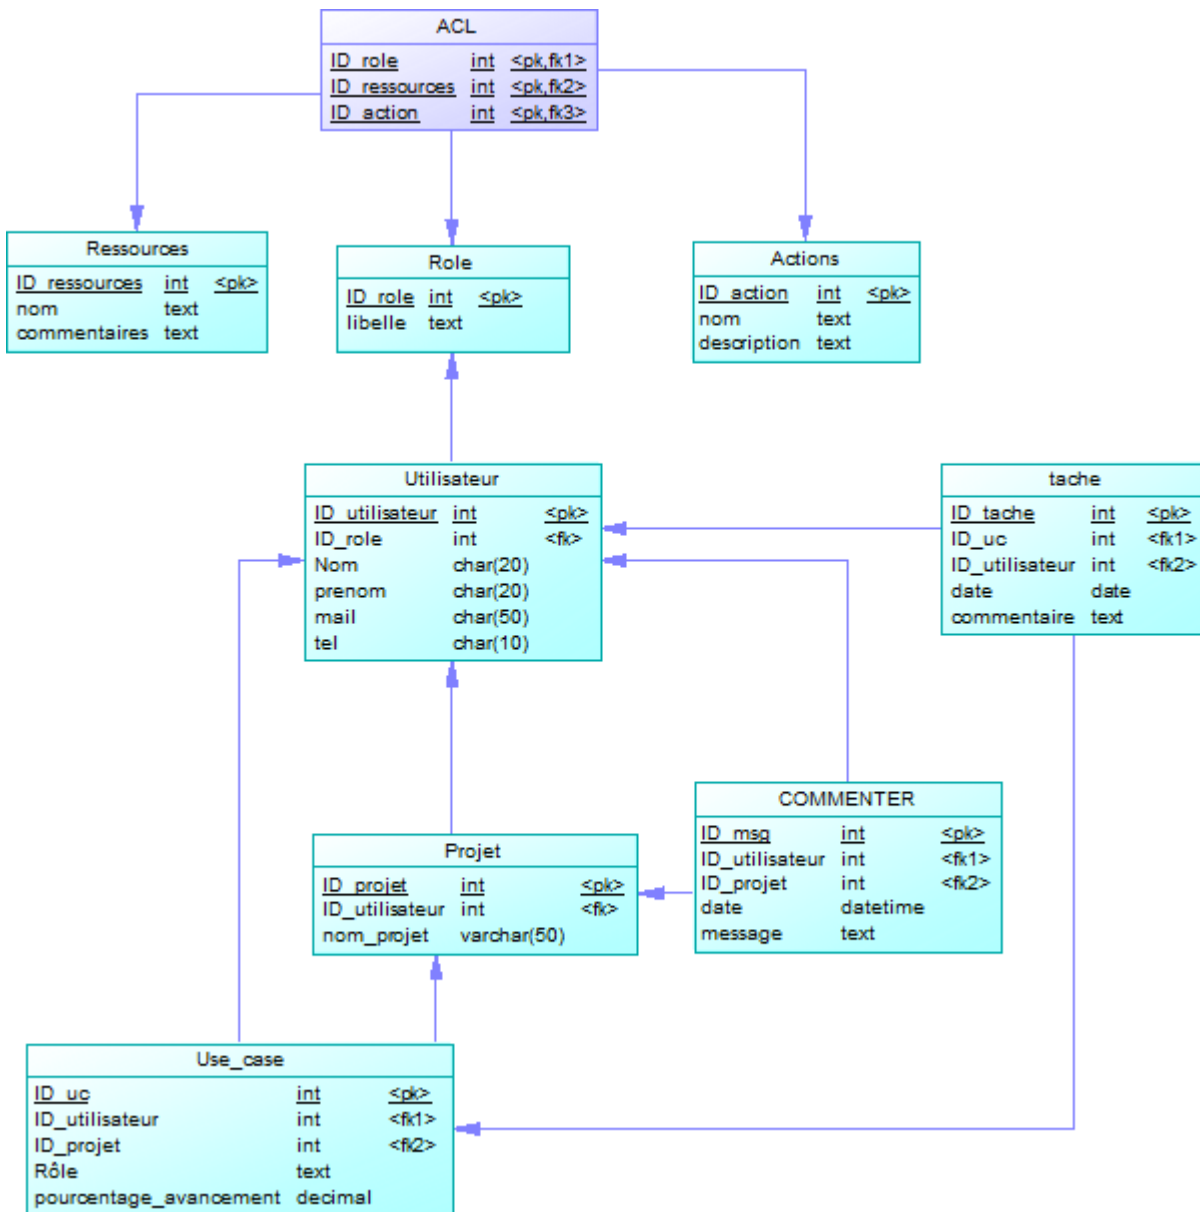 ACL
ID_role int <pk,fk1>
ID_ressources int <pk,fk2>
ID_action int <pk,fk3>
Ressources
ID_ressources int <pk>
nom text
commentaires text
Role
ID_role int <pk>
libelle text
Actions
ID_action int <pk>
nom text
description text
Utilisateur
ID_utilisateur int <pk>
ID_role int <fk>
Nom char(20)
prenom char(20)
mail char(50)
tel char(10)
tache
ID_tache int <pk>
ID_uc int <fk1>
ID_utilisateur int <fk2>
date date
commentaire text
COMMENTER
ID_msg int <pk>
ID_utilisateur int <fk1>
ID_projet int <fk2>
date datetime
message text
Projet
ID_projet int <pk>
ID_utilisateur int <fk>
nom_projet varchar(50)
Use_case
ID_uc int <pk>
ID_utilisateur int <fk1>
ID_projet int <fk2>
Rôle text
pourcentage_avancement decimal